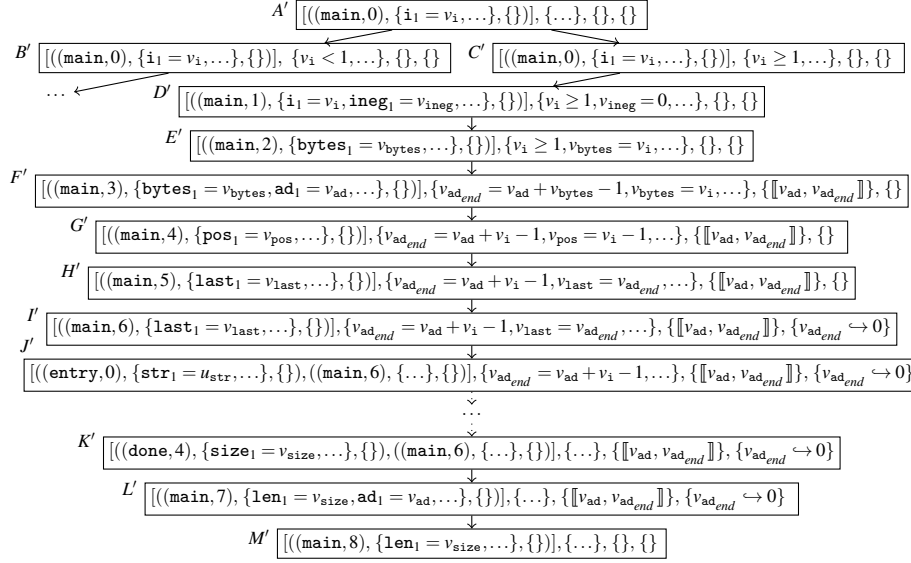 A′ [((main,0), {i₁ = vᵢ,…},{})], {…}, {}, {}
B′ [((main,0), {i₁ = vᵢ,…},{})], {vᵢ < 1,…}, {}, {}
C′ [((main,0), {i₁ = vᵢ,…},{})], {vᵢ ≥ 1,…}, {}, {}
…
D′ [((main,1), {i₁ = vᵢ, ineg₁ = v_ineg,…},{})],{vᵢ ≥ 1, v_ineg = 0,…}, {}, {}
E′ [((main,2), {bytes₁ = v_bytes,…},{})],{vᵢ ≥ 1, v_bytes = vᵢ,…}, {}, {}
F′ [((main,3), {bytes₁ = v_bytes, ad₁ = v_ad,…},{})],{v_ad_end = v_ad + v_bytes − 1, v_bytes = vᵢ,…}, {⟦v_ad, v_ad_end⟧}, {}
G′ [((main,4), {pos₁ = v_pos,…},{})],{v_ad_end = v_ad + vᵢ − 1, v_pos = vᵢ − 1,…}, {⟦v_ad, v_ad_end⟧}, {}
H′ [((main,5), {last₁ = v_last,…},{})],{v_ad_end = v_ad + vᵢ − 1, v_last = v_ad_end,…}, {⟦v_ad, v_ad_end⟧}, {}
I′ [((main,6), {last₁ = v_last,…},{})],{v_ad_end = v_ad + vᵢ − 1, v_last = v_ad_end,…}, {⟦v_ad, v_ad_end⟧}, {v_ad_end ↪ 0}
J′ [((entry,0), {str₁ = u_str,…},{}),((main,6), {…},{})],{v_ad_end = v_ad + vᵢ − 1,…}, {⟦v_ad, v_ad_end⟧}, {v_ad_end ↪ 0}
…
K′ [((done,4), {size₁ = v_size,…},{}),((main,6), {…},{})],{…}, {⟦v_ad, v_ad_end⟧}, {v_ad_end ↪ 0}
L′ [((main,7), {len₁ = v_size, ad₁ = v_ad,…},{})],{…}, {⟦v_ad, v_ad_end⟧}, {v_ad_end ↪ 0}
M′ [((main,8), {len₁ = v_size,…},{})],{…}, {}, {}